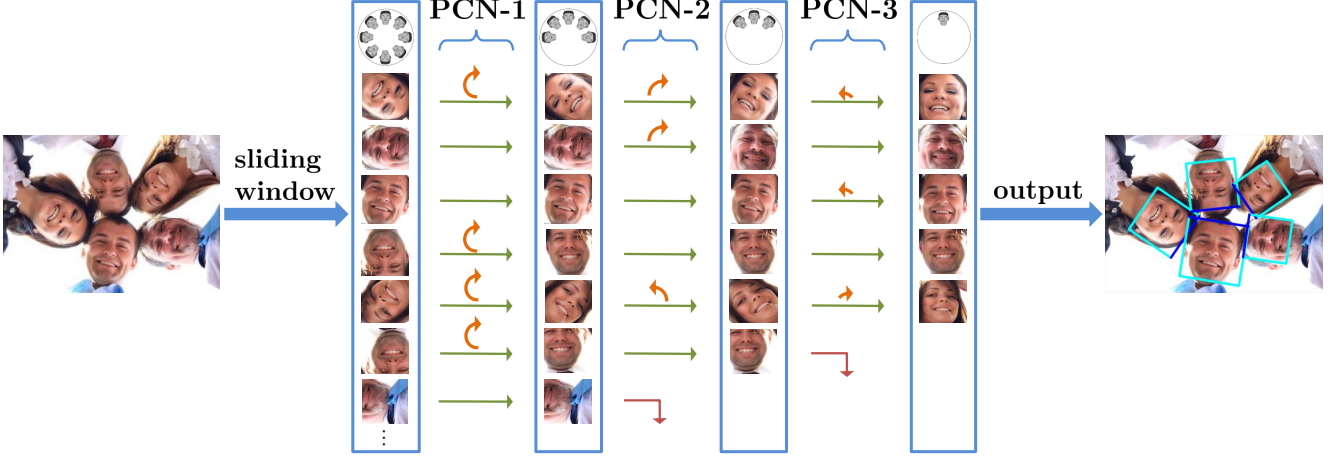 PCN-1
PCN-2
PCN-3
sliding
window
output